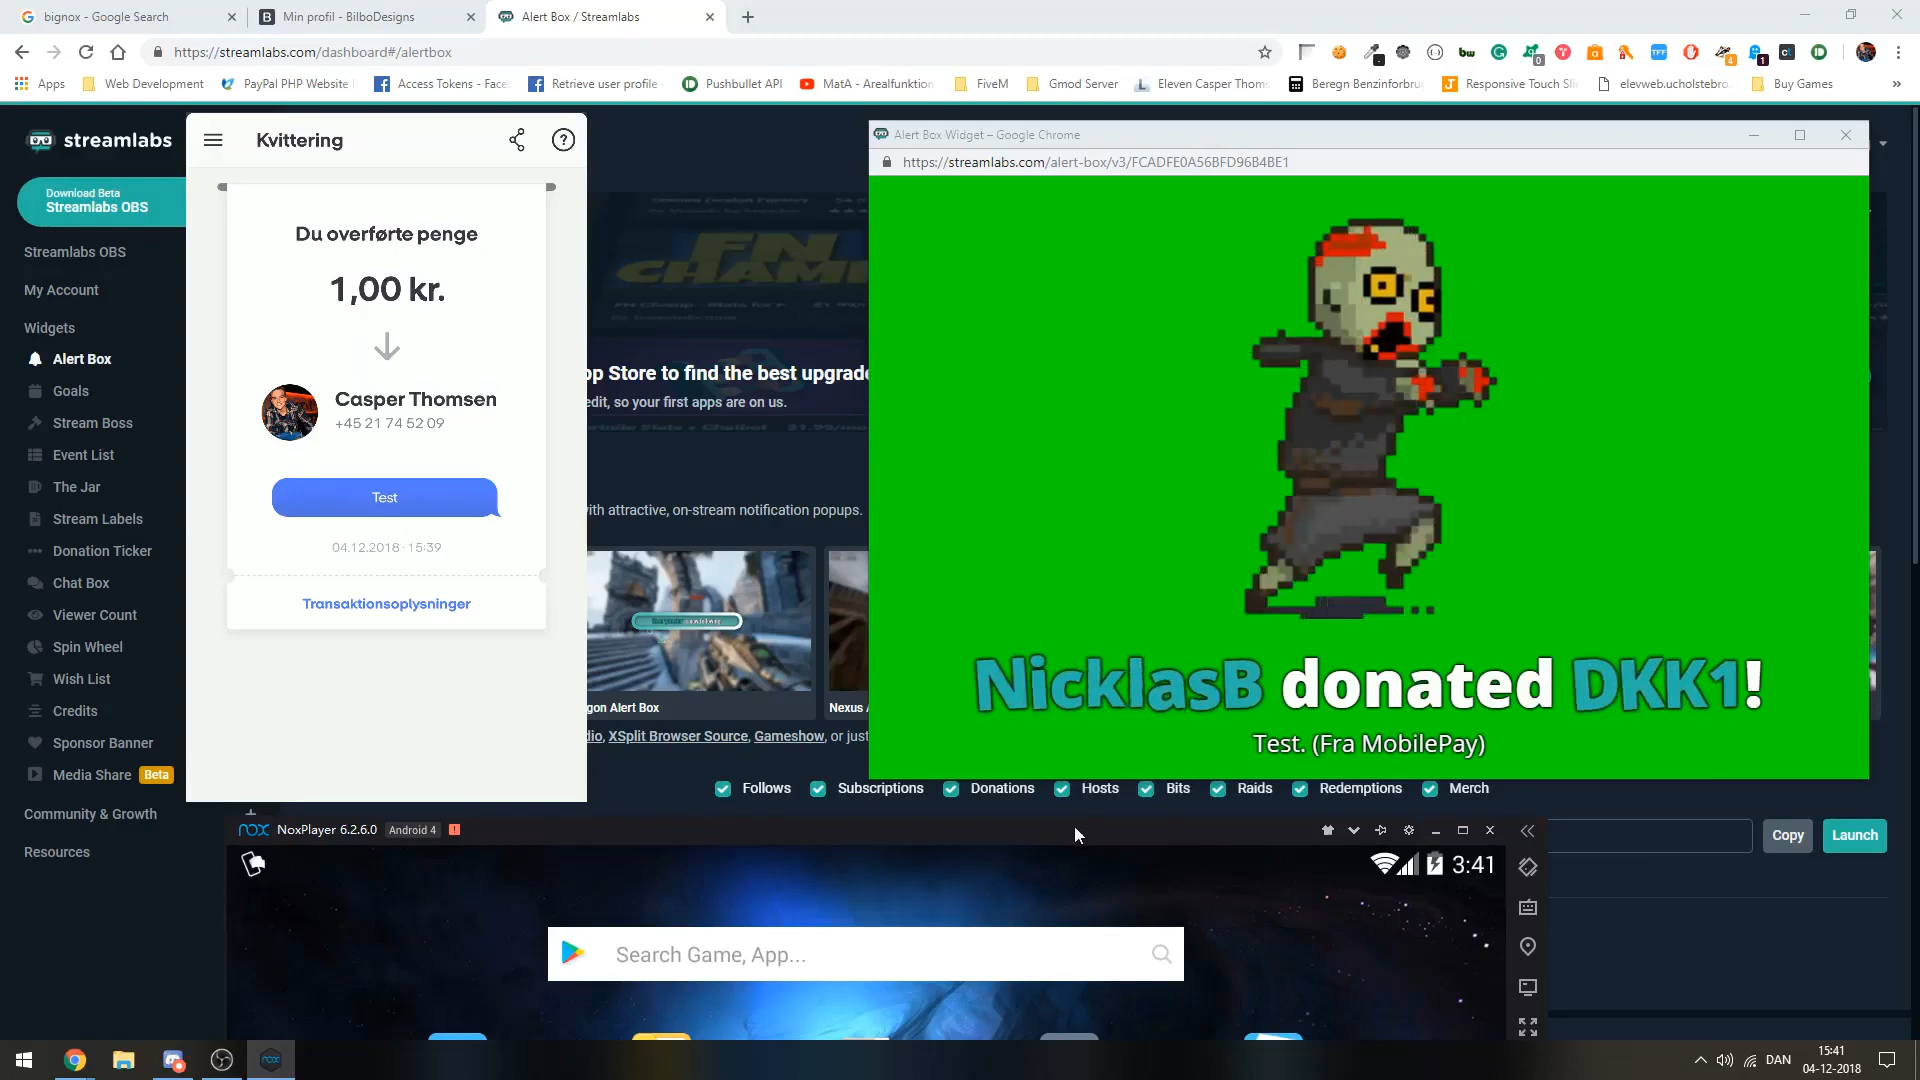 bignox - Google Search
Min profil - BilboDesigns
Alert Box / Streamlabs
https://streamlabs.com/dashboard#/alertbox
Apps
Web Development
PayPal PHP Website
Access Tokens - Face
Retrieve user profile
Pushbullet API
MatA - Arealfunktion
FiveM
Gmod Server
Eleven Casper Thoms
Beregn Benzinforbru
Responsive Touch Slid
elevweb.ucholstebro
Buy Games
streamlabs
Download Beta
Streamlabs OBS
Streamlabs OBS
My Account
Widgets
Alert Box
Goals
Stream Boss
Event List
The Jar
Stream Labels
Donation Ticker
Chat Box
Viewer Count
Spin Wheel
Wish List
Credits
Sponsor Banner
Media Share Beta
Community & Growth
Resources
Kvittering
Du overførte penge
1,00 kr.
Casper Thomsen
+45 21 74 52 09
Test
04.12.2018 · 15:39
Transaktionsoplysninger
FN
CHAMP
op Store to find the best upgrade
edit, so your first apps are on us.
with attractive, on-stream notification popups.
gon Alert Box
Nexus A
dio, XSplit Browser Source, Gameshow, or just
Alert Box Widget – Google Chrome
https://streamlabs.com/alert-box/v3/FCADFE0A56BFD96B4BE1
NicklasB donated DKK1!
Test. (Fra MobilePay)
Follows
Subscriptions
Donations
Hosts
Bits
Raids
Redemptions
Merch
Copy
Launch
nox NoxPlayer 6.2.6.0 Android 4
3:41
Search Game, App...
DAN
15:41
04-12-2018